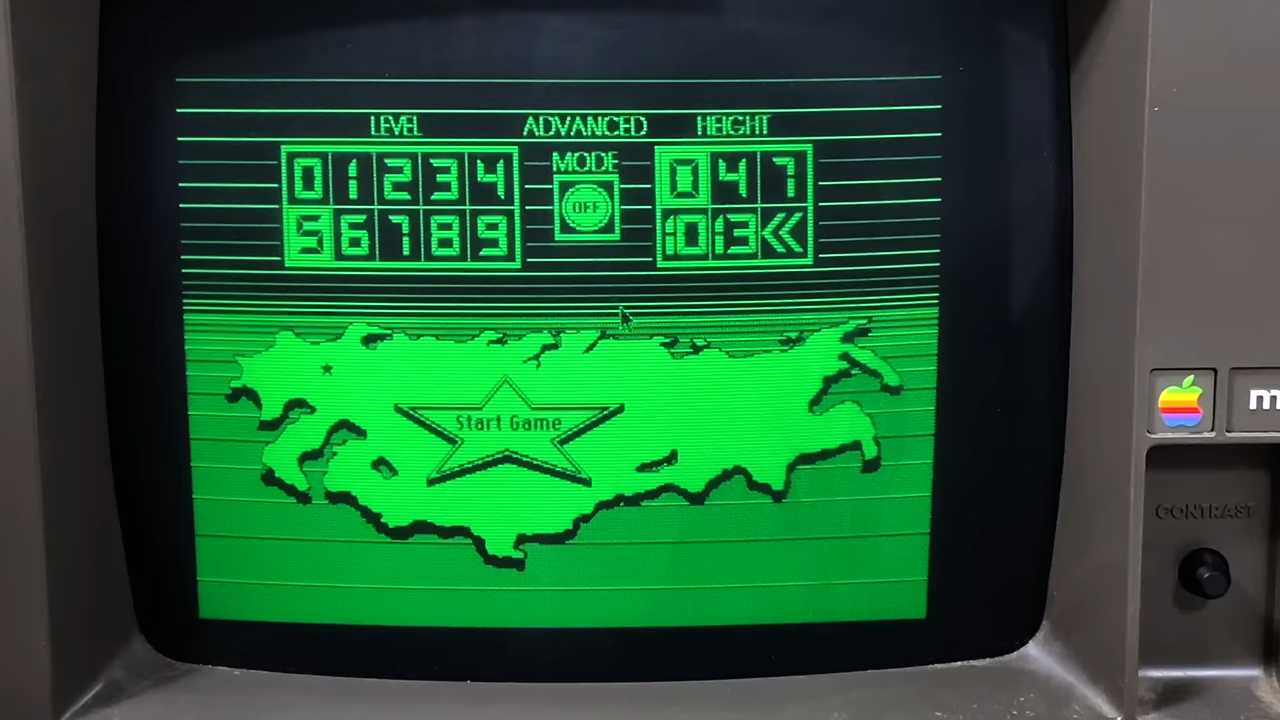 LEVEL ADVANCED HEIGHT
MODE
0 1 2 3 4
OFF
0 4 7
5 6 7 8 9
10 13 <<
Start Game
m
CONTRAST